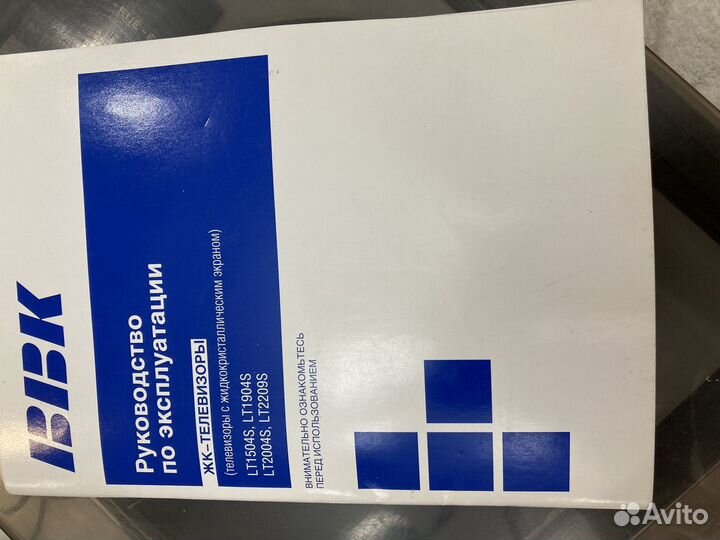 BBK
Руководство
по эксплуатации
ЖК-ТЕЛЕВИЗОРЫ
(телевизоры с жидкокристаллическим экраном)
LT1504S, LT1904S
LT2004S, LT2209S
ВНИМАТЕЛЬНО ОЗНАКОМЬТЕСЬ
ПЕРЕД ИСПОЛЬЗОВАНИЕМ
Avito